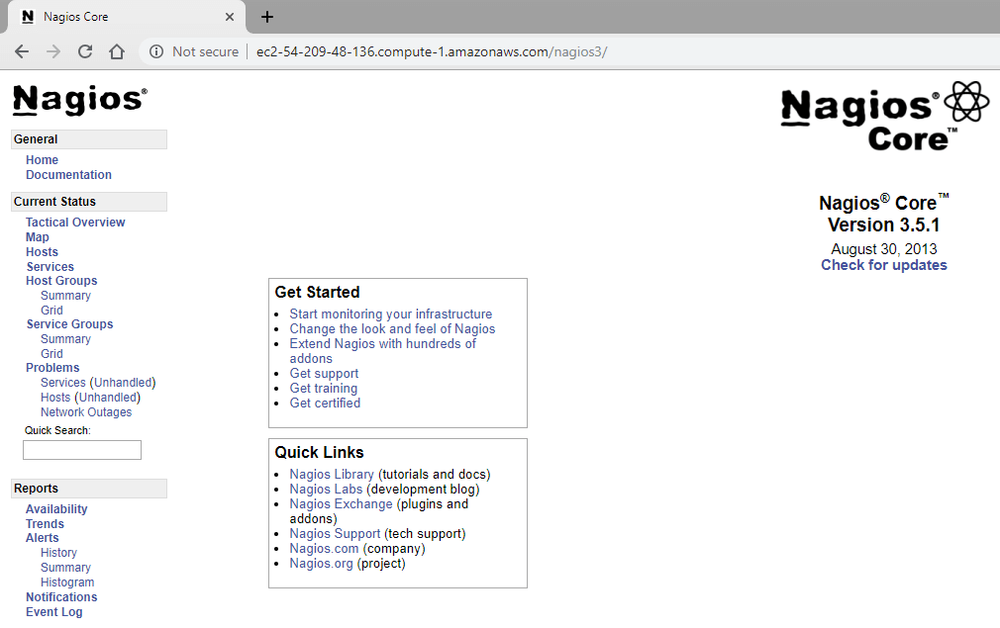 Nagios Core
Not secure | ec2-54-209-48-136.compute-1.amazonaws.com/nagios3/
Nagios®
General
Home
Documentation
Current Status
Tactical Overview
Map
Hosts
Services
Host Groups
Summary
Grid
Service Groups
Summary
Grid
Problems
Services (Unhandled)
Hosts (Unhandled)
Network Outages
Quick Search:
Reports
Availability
Trends
Alerts
History
Summary
Histogram
Notifications
Event Log
Nagios®
Core™
Nagios® Core™
Version 3.5.1
August 30, 2013
Check for updates
Get Started
Start monitoring your infrastructure
Change the look and feel of Nagios
Extend Nagios with hundreds of
addons
Get support
Get training
Get certified
Quick Links
Nagios Library (tutorials and docs)
Nagios Labs (development blog)
Nagios Exchange (plugins and
addons)
Nagios Support (tech support)
Nagios.com (company)
Nagios.org (project)